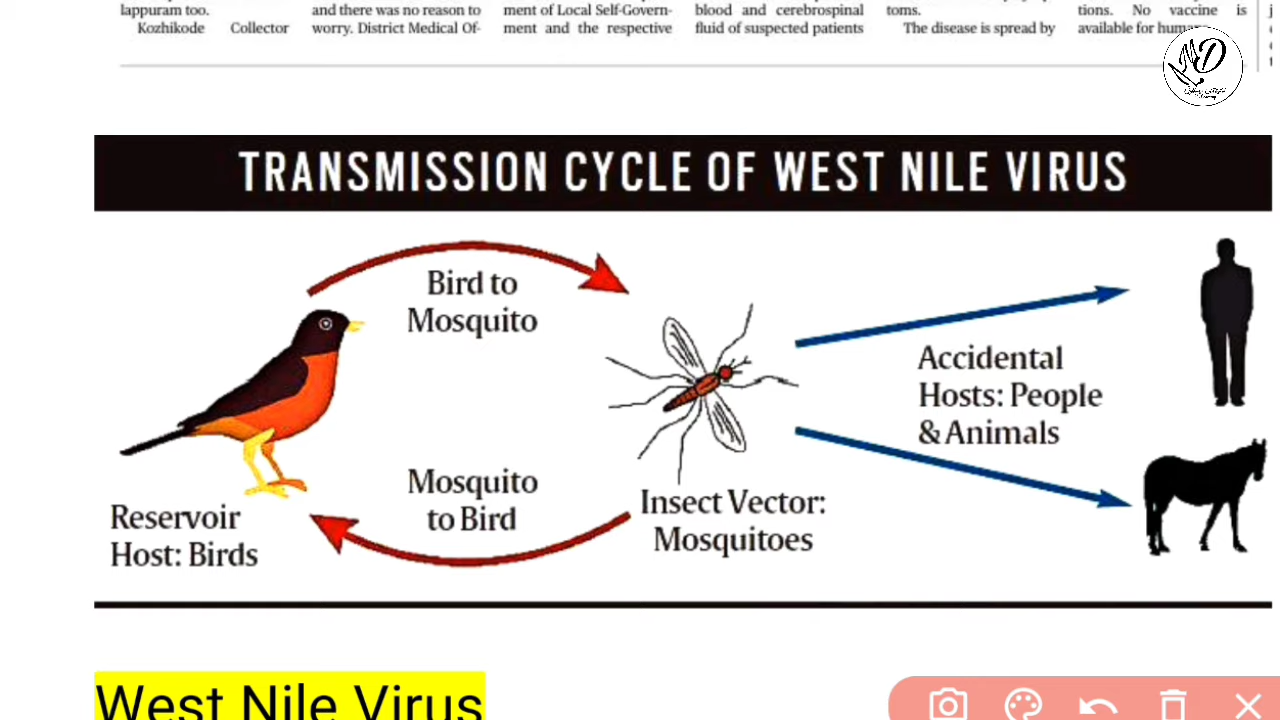 lappuram too.
Kozhikode Collector
and there was no reason to
worry. District Medical Of-
ment of Local Self-Govern-
ment and the respective
blood and cerebrospinal
fluid of suspected patients
toms.
The disease is spread by
tions. No vaccine is
available for
TRANSMISSION CYCLE OF WEST NILE VIRUS
Bird to
Mosquito
Accidental
Hosts: People
& Animals
Mosquito
to Bird
Reservoir
Host: Birds
Insect Vector:
Mosquitoes
West Nile Virus